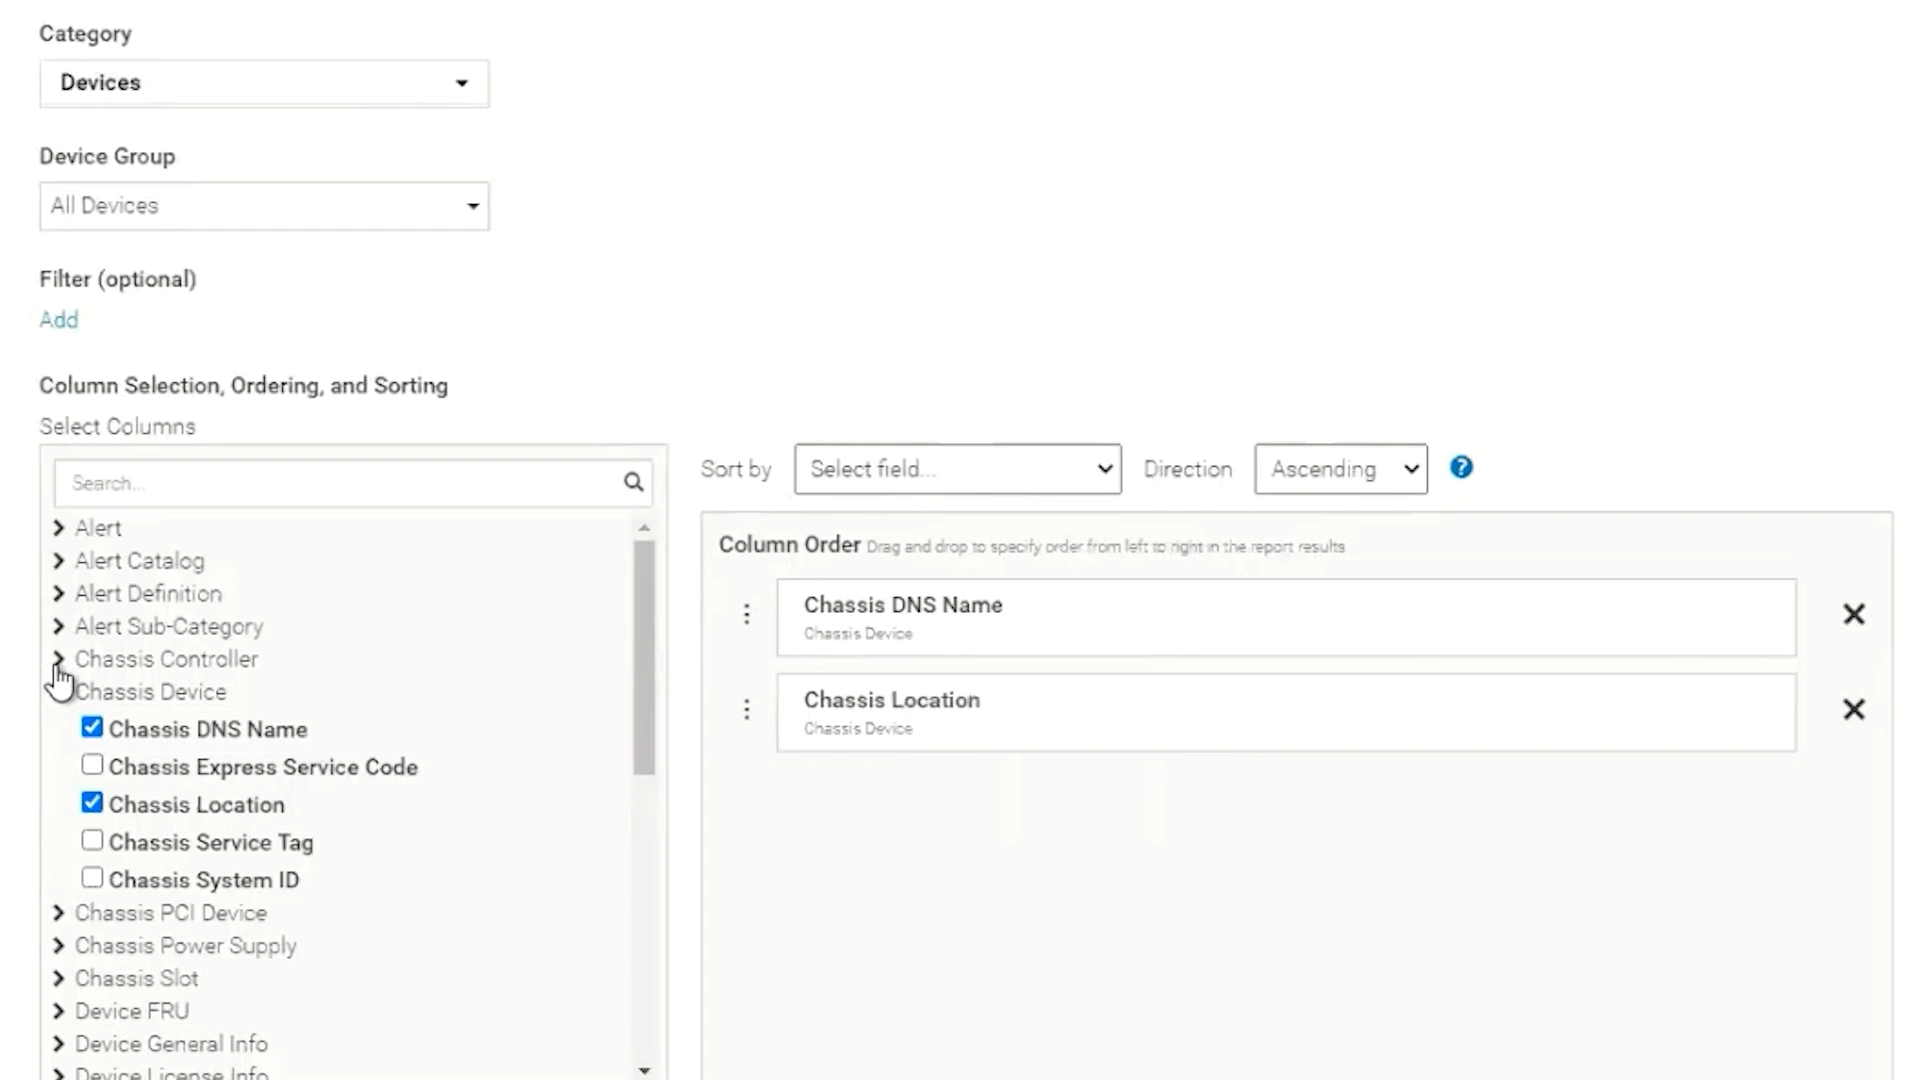 Category
Devices
Device Group
All Devices
Filter (optional)
Add
Column Selection, Ordering, and Sorting
Select Columns
Search...
Alert
Alert Catalog
Alert Definition
Alert Sub-Category
Chassis Controller
Chassis Device
Chassis DNS Name
Chassis Express Service Code
Chassis Location
Chassis Service Tag
Chassis System ID
Chassis PCI Device
Chassis Power Supply
Chassis Slot
Device FRU
Device General Info
Device License Info
Sort by Select field... Direction Ascending ?
Column Order Drag and drop to specify order from left to right in the report results
Chassis DNS Name
Chassis Device
Chassis Location
Chassis Device